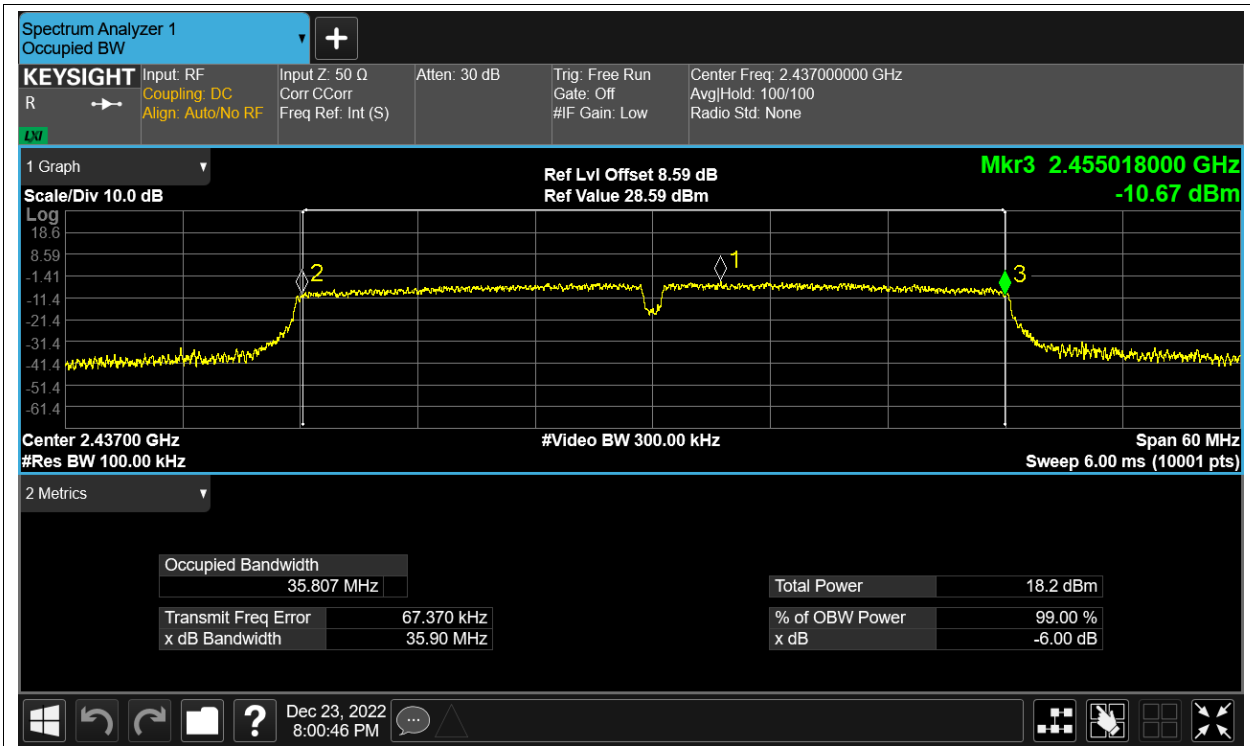 Spectrum Analyzer 1
Occupied BW
KEYSIGHT
R
LXI
Input: RF
Coupling: DC
Align: Auto/No RF
Input Z: 50 Ω
Corr CCorr
Freq Ref: Int (S)
Atten: 30 dB
Trig: Free Run
Gate: Off
#IF Gain: Low
Center Freq: 2.437000000 GHz
Avg|Hold: 100/100
Radio Std: None
1 Graph
Scale/Div 10.0 dB
Ref Lvl Offset 8.59 dB
Ref Value 28.59 dBm
Mkr3 2.455018000 GHz
-10.67 dBm
Log
18.6
8.59
-1.41
-11.4
-21.4
-31.4
-41.4
-51.4
-61.4
2
1
3
Center 2.43700 GHz
#Res BW 100.00 kHz
#Video BW 300.00 kHz
Span 60 MHz
Sweep 6.00 ms (10001 pts)
2 Metrics
Occupied Bandwidth
35.807 MHz
Transmit Freq Error 67.370 kHz
x dB Bandwidth 35.90 MHz
Total Power 18.2 dBm
% of OBW Power 99.00 %
x dB -6.00 dB
?
Dec 23, 2022
8:00:46 PM